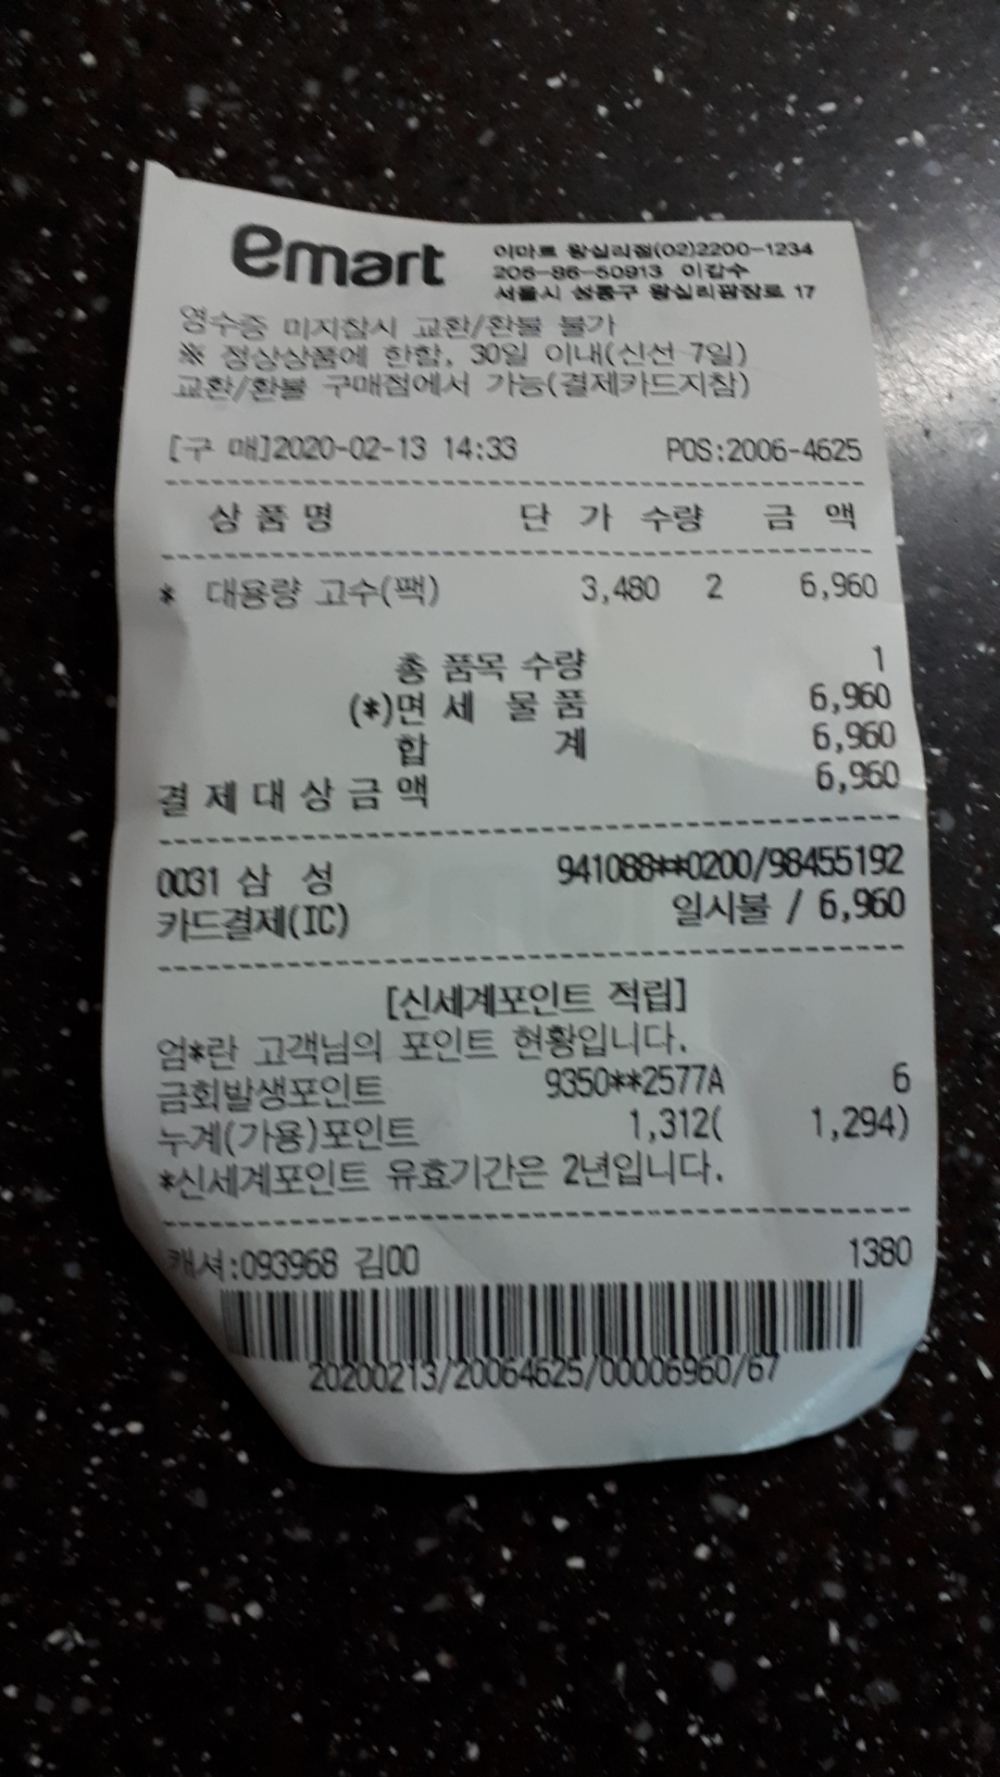 emart
이마트 왕십리점(02)2200-1234
206-86-50913 이갑수
서울시 성동구 왕십리광장로 17
영수증 미지참시 교환/환불 불가
※ 정상상품에 한함, 30일 이내(신선 7일)
교환/환불 구매점에서 가능(결제카드지참)
[구 매]2020-02-13 14:33 POS:2006-4625
상 품 명 단 가 수량 금 액
* 대용량 고수(팩) 3,480 2 6,960
총 품목 수량 1
(*)면 세 물 품 6,960
합 계 6,960
결 제 대 상 금 액 6,960
0031 삼 성 941088**0200/98455192
카드결제(IC) 일시불 / 6,960
[신세계포인트 적립]
엄*란 고객님의 포인트 현황입니다.
금회발생포인트 9350**2577A 6
누계(가용)포인트 1,312( 1,294)
*신세계포인트 유효기간은 2년입니다.
캐셔:093968 김00 1380
20200213/20064625/00006960/67